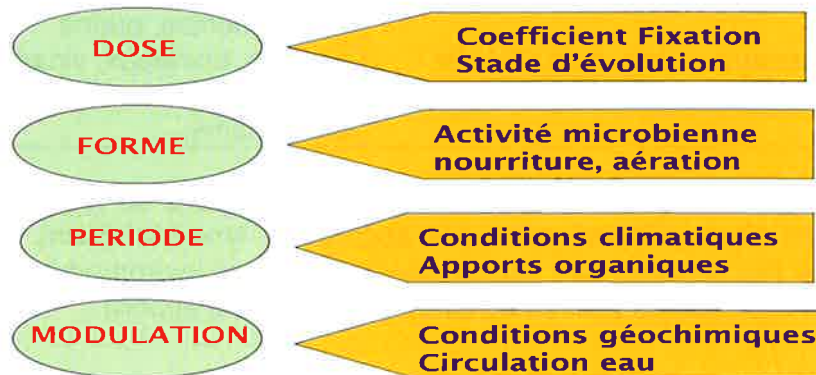 DOSE
Coefficient Fixation
Stade d'évolution
FORME
Activité microbienne
nourriture, aération
PERIODE
Conditions climatiques
Apports organiques
MODULATION
Conditions géochimiques
Circulation eau